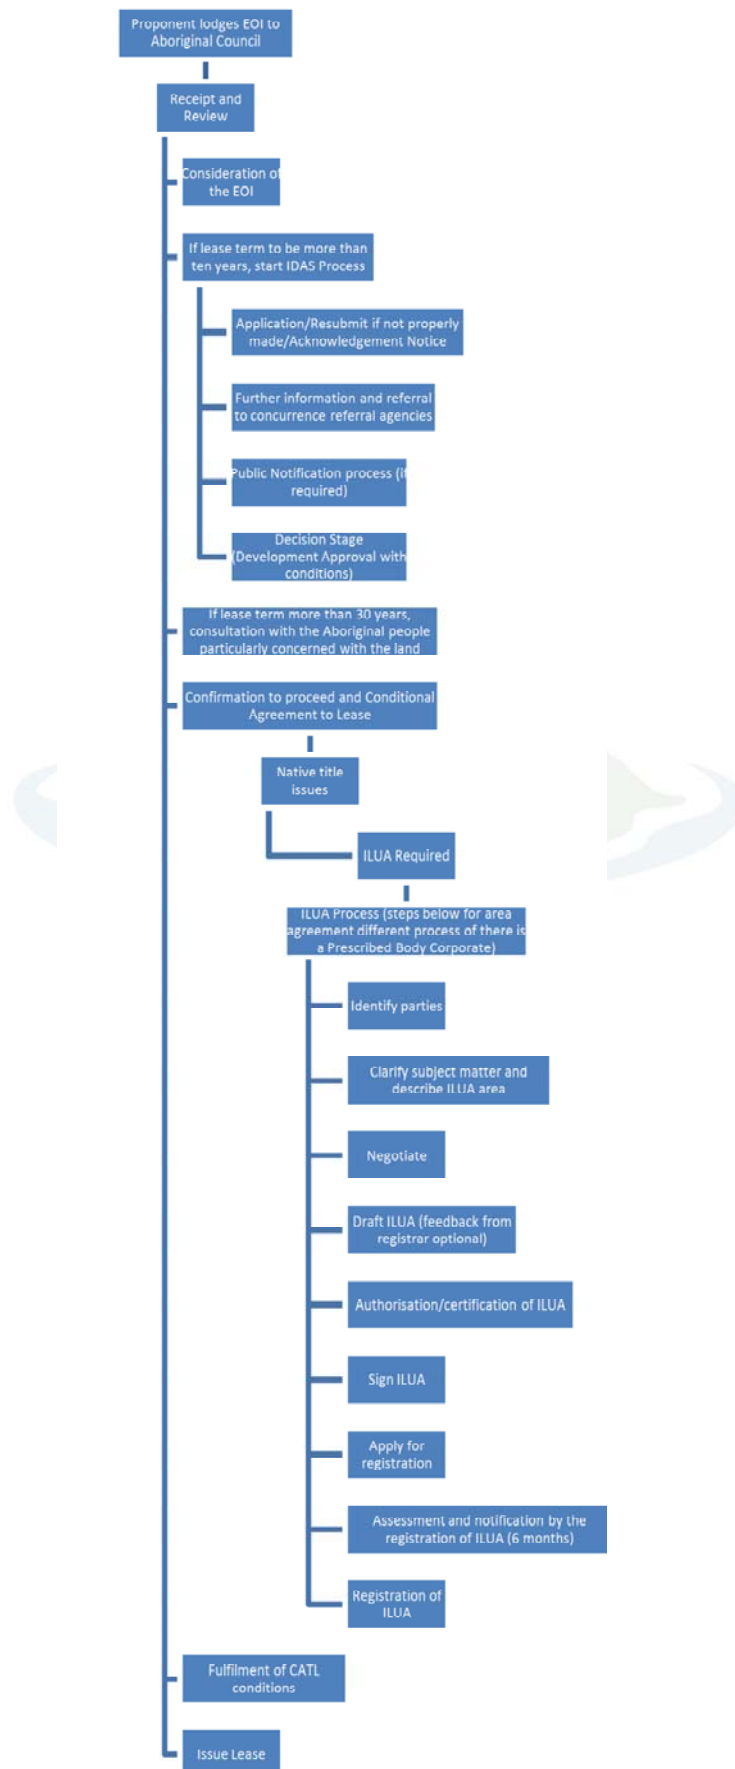 Proponent lodges EOI to
Aboriginal Council
Receipt and
Review
Consideration of
the EOI
If lease term to be more than
ten years, start IDAS Process
Application/Resubmit if not properly
made/Acknowledgement Notice
Further information and referral
to concurrence referral agencies
Public Notification process (if
required)
Decision Stage
(Development Approval with
conditions)
If lease term more than 30 years,
consultation with the Aboriginal people
particularly concerned with the land
Confirmation to proceed and Conditional
Agreement to Lease
Native title
issues
ILUA Required
ILUA Process (steps below for area
agreement different process of there is
a Prescribed Body Corporate)
Identify parties
Clarify subject matter and
describe ILUA area
Negotiate
Draft ILUA (feedback from
registrar optional)
Authorisation/certification of ILUA
Sign ILUA
Apply for
registration
Assessment and notification by the
registration of ILUA (6 months)
Registration of
ILUA
Fulfilment of CATL
conditions
Issue Lease